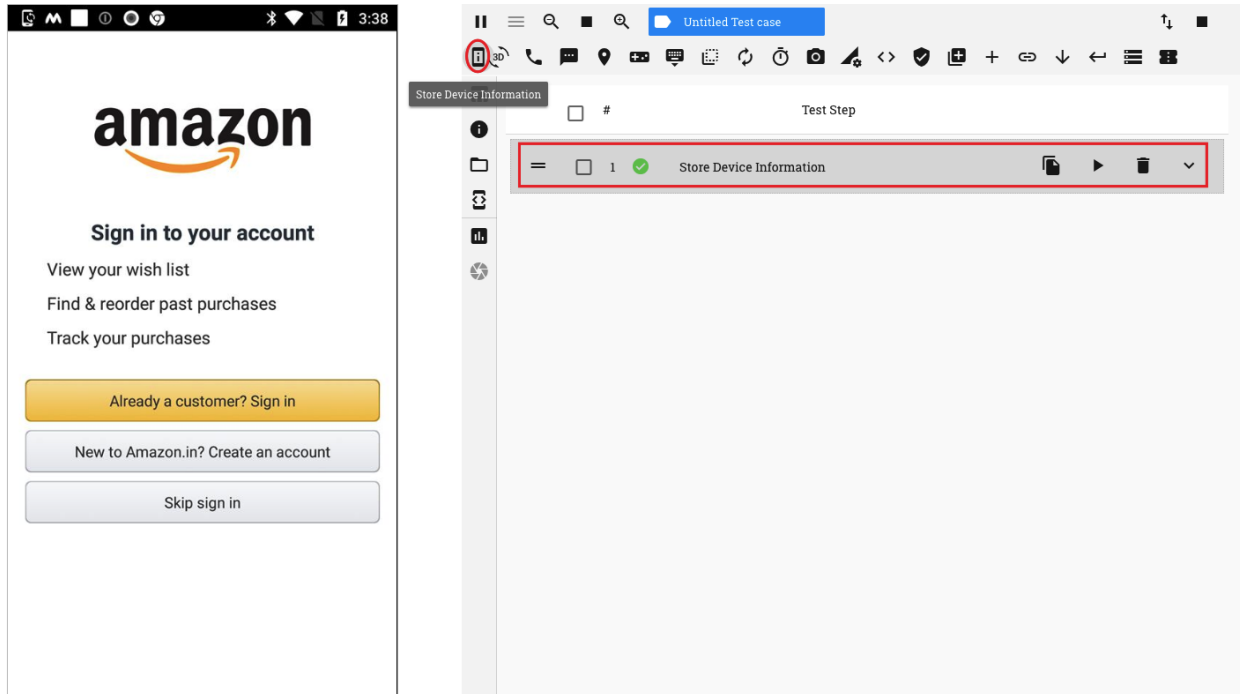 3:38
amazon
Sign in to your account
View your wish list
Find & reorder past purchases
Track your purchases
Already a customer? Sign in
New to Amazon.in? Create an account
Skip sign in
Untitled Test case
3D
Store Device Information
# Test Step
1 Store Device Information